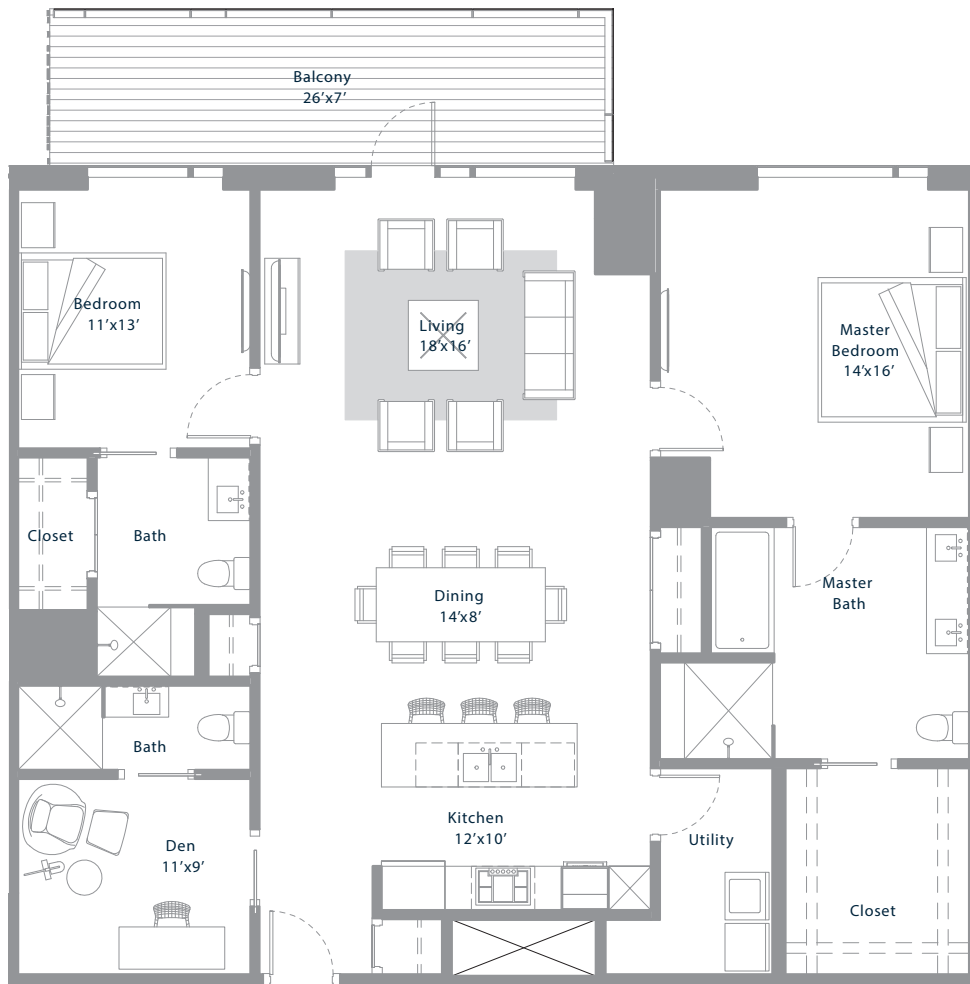 Balcony
26’x7’
Bedroom
11’x13’
Living
18’x16’
Master
Bedroom
14’x16’
Closet
Bath
Dining
14’x8’
Master
Bath
Bath
Kitchen
12’x10’
Den
11’x9’
Utility
Closet